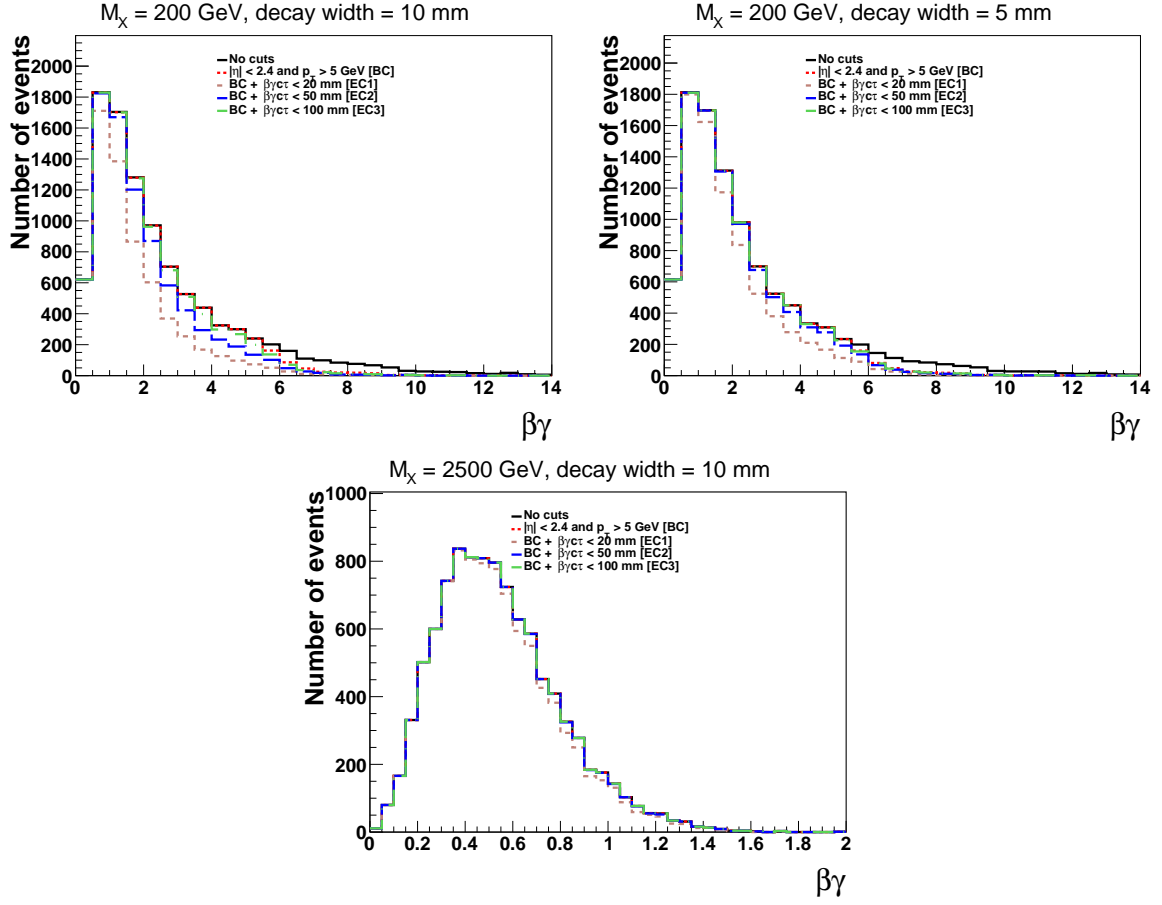 M_X = 200 GeV, decay width = 10 mm
Number of events
2000
1800
1600
1400
1200
1000
800
600
400
200
0
No cuts
|η| < 2.4 and p_T > 5 GeV [BC]
BC + βγcτ < 20 mm [EC1]
BC + βγcτ < 50 mm [EC2]
BC + βγcτ < 100 mm [EC3]
0 2 4 6 8 10 12 14
βγ
M_X = 200 GeV, decay width = 5 mm
Number of events
2000
1800
1600
1400
1200
1000
800
600
400
200
0
No cuts
|η| < 2.4 and p_T > 5 GeV [BC]
BC + βγcτ < 20 mm [EC1]
BC + βγcτ < 50 mm [EC2]
BC + βγcτ < 100 mm [EC3]
0 2 4 6 8 10 12 14
βγ
M_X = 2500 GeV, decay width = 10 mm
Number of events
1000
800
600
400
200
0
No cuts
|η| < 2.4 and p_T > 5 GeV [BC]
BC + βγcτ < 20 mm [EC1]
BC + βγcτ < 50 mm [EC2]
BC + βγcτ < 100 mm [EC3]
0 0.2 0.4 0.6 0.8 1 1.2 1.4 1.6 1.8 2
βγ